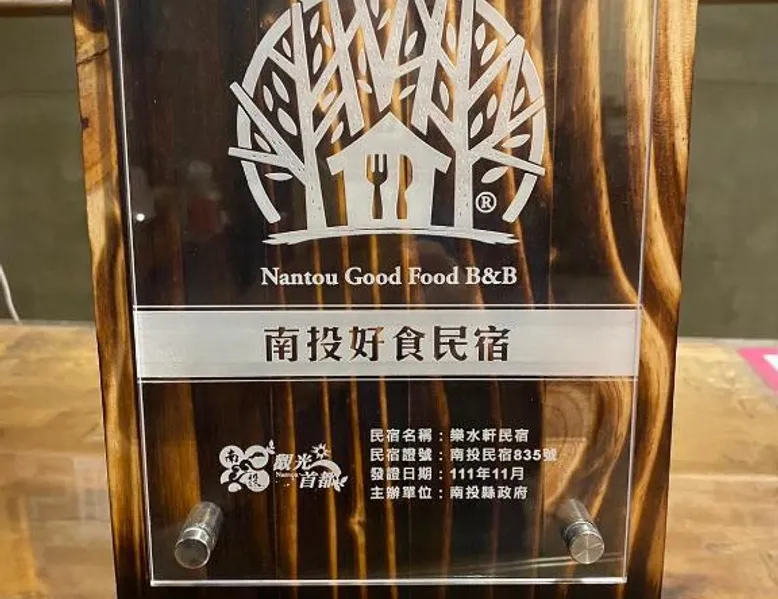 ®
Nantou Good Food B&B
南投好食民宿
南投
觀光
首都
民宿名稱：樂水軒民宿
民宿證號：南投民宿835號
發證日期：111年11月
主辦單位：南投縣政府